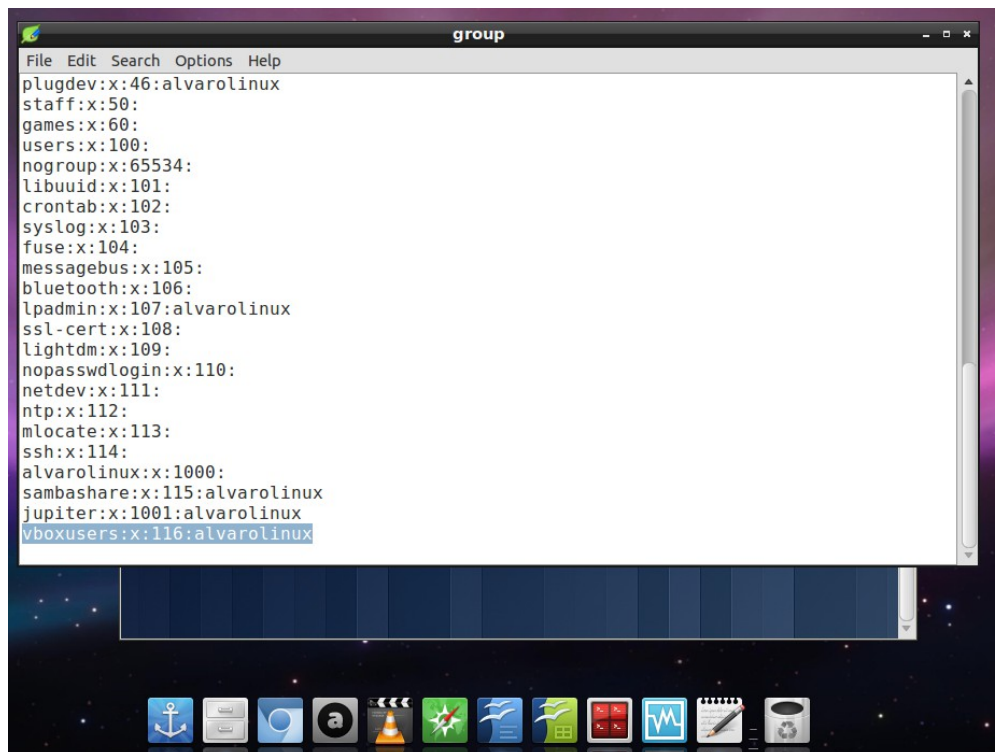 group
File Edit Search Options Help
plugdev:x:46:alvarolinux
staff:x:50:
games:x:60:
users:x:100:
nogroup:x:65534:
libuuid:x:101:
crontab:x:102:
syslog:x:103:
fuse:x:104:
messagebus:x:105:
bluetooth:x:106:
lpadmin:x:107:alvarolinux
ssl-cert:x:108:
lightdm:x:109:
nopasswdlogin:x:110:
netdev:x:111:
ntp:x:112:
mlocate:x:113:
ssh:x:114:
alvarolinux:x:1000:
sambashare:x:115:alvarolinux
jupiter:x:1001:alvarolinux
vboxusers:x:116:alvarolinux
a